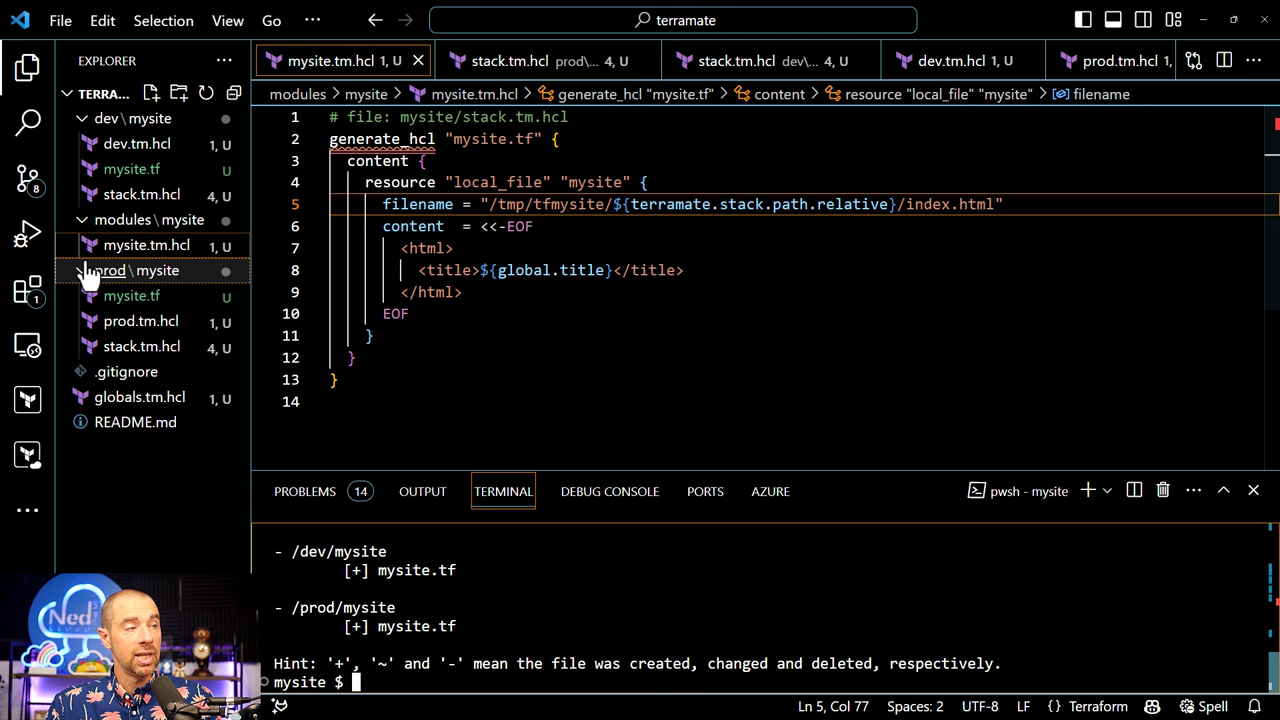 File Edit Selection View Go ··· terramate
EXPLORER ···
TERRA...
dev\mysite
dev.tm.hcl
mysite.tf U
stack.tm.hcl 4, U
modules\mysite
mysite.tm.hcl 1, U
prod\mysite
mysite.tf U
prod.tm.hcl 1, U
stack.tm.hcl 4, U
.gitignore
globals.tm.hcl 1, U
README.md
8
1
mysite.tm.hcl 1, U stack.tm.hcl prod\... 4, U stack.tm.hcl dev\... 4, U dev.tm.hcl 1, U prod.tm.hcl 1,
modules > mysite > mysite.tm.hcl > generate_hcl "mysite.tf" > content > resource "local_file" "mysite" > filename
1 # file: mysite/stack.tm.hcl
2 generate_hcl "mysite.tf" {
3 content {
4 resource "local_file" "mysite" {
5 filename = "/tmp/tfmysite/${terramate.stack.path.relative}/index.html"
6 content = <<-EOF
7 <html>
8 <title>${global.title}</title>
9 </html>
10 EOF
11 }
12 }
13 }
14
PROBLEMS 14 OUTPUT TERMINAL DEBUG CONSOLE PORTS AZURE pwsh - mysite
- /dev/mysite
[+] mysite.tf
- /prod/mysite
[+] mysite.tf
Hint: '+', '~' and '-' mean the file was created, changed and deleted, respectively.
mysite $
Ned
Ln 5, Col 77 Spaces: 2 UTF-8 LF {} Terraform Spell